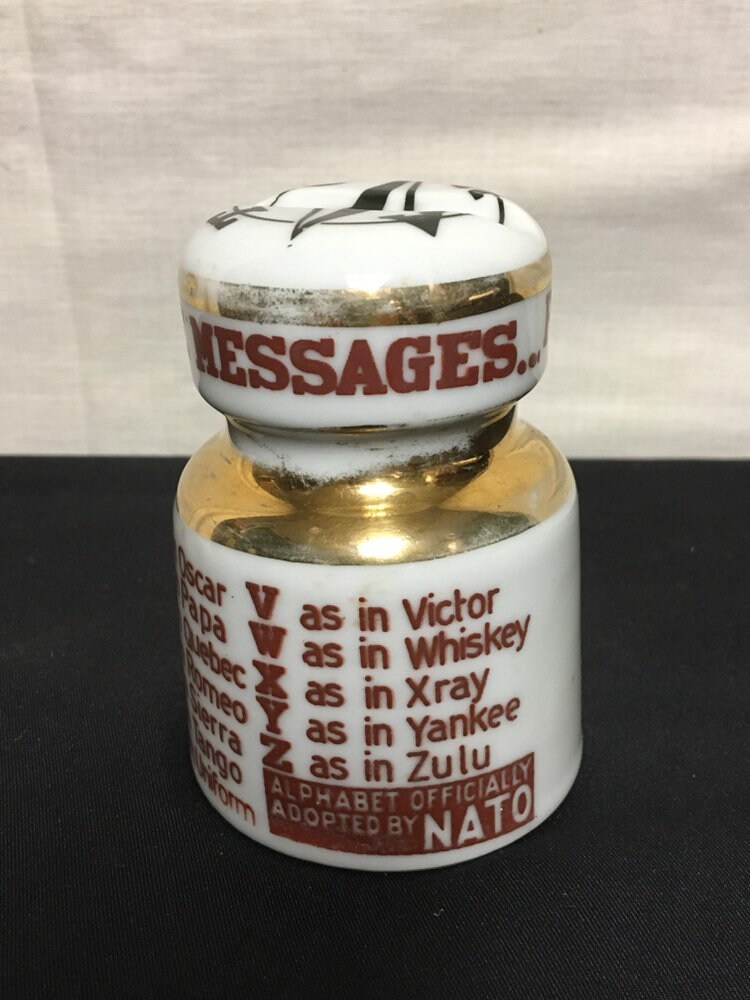 MESSAGES...
Oscar
Papa
Quebec
Romeo
Sierra
Tango
Uniform
V as in Victor
W as in Whiskey
X as in Xray
Y as in Yankee
Z as in Zulu
ALPHABET OFFICIALLY
ADOPTED BY NATO